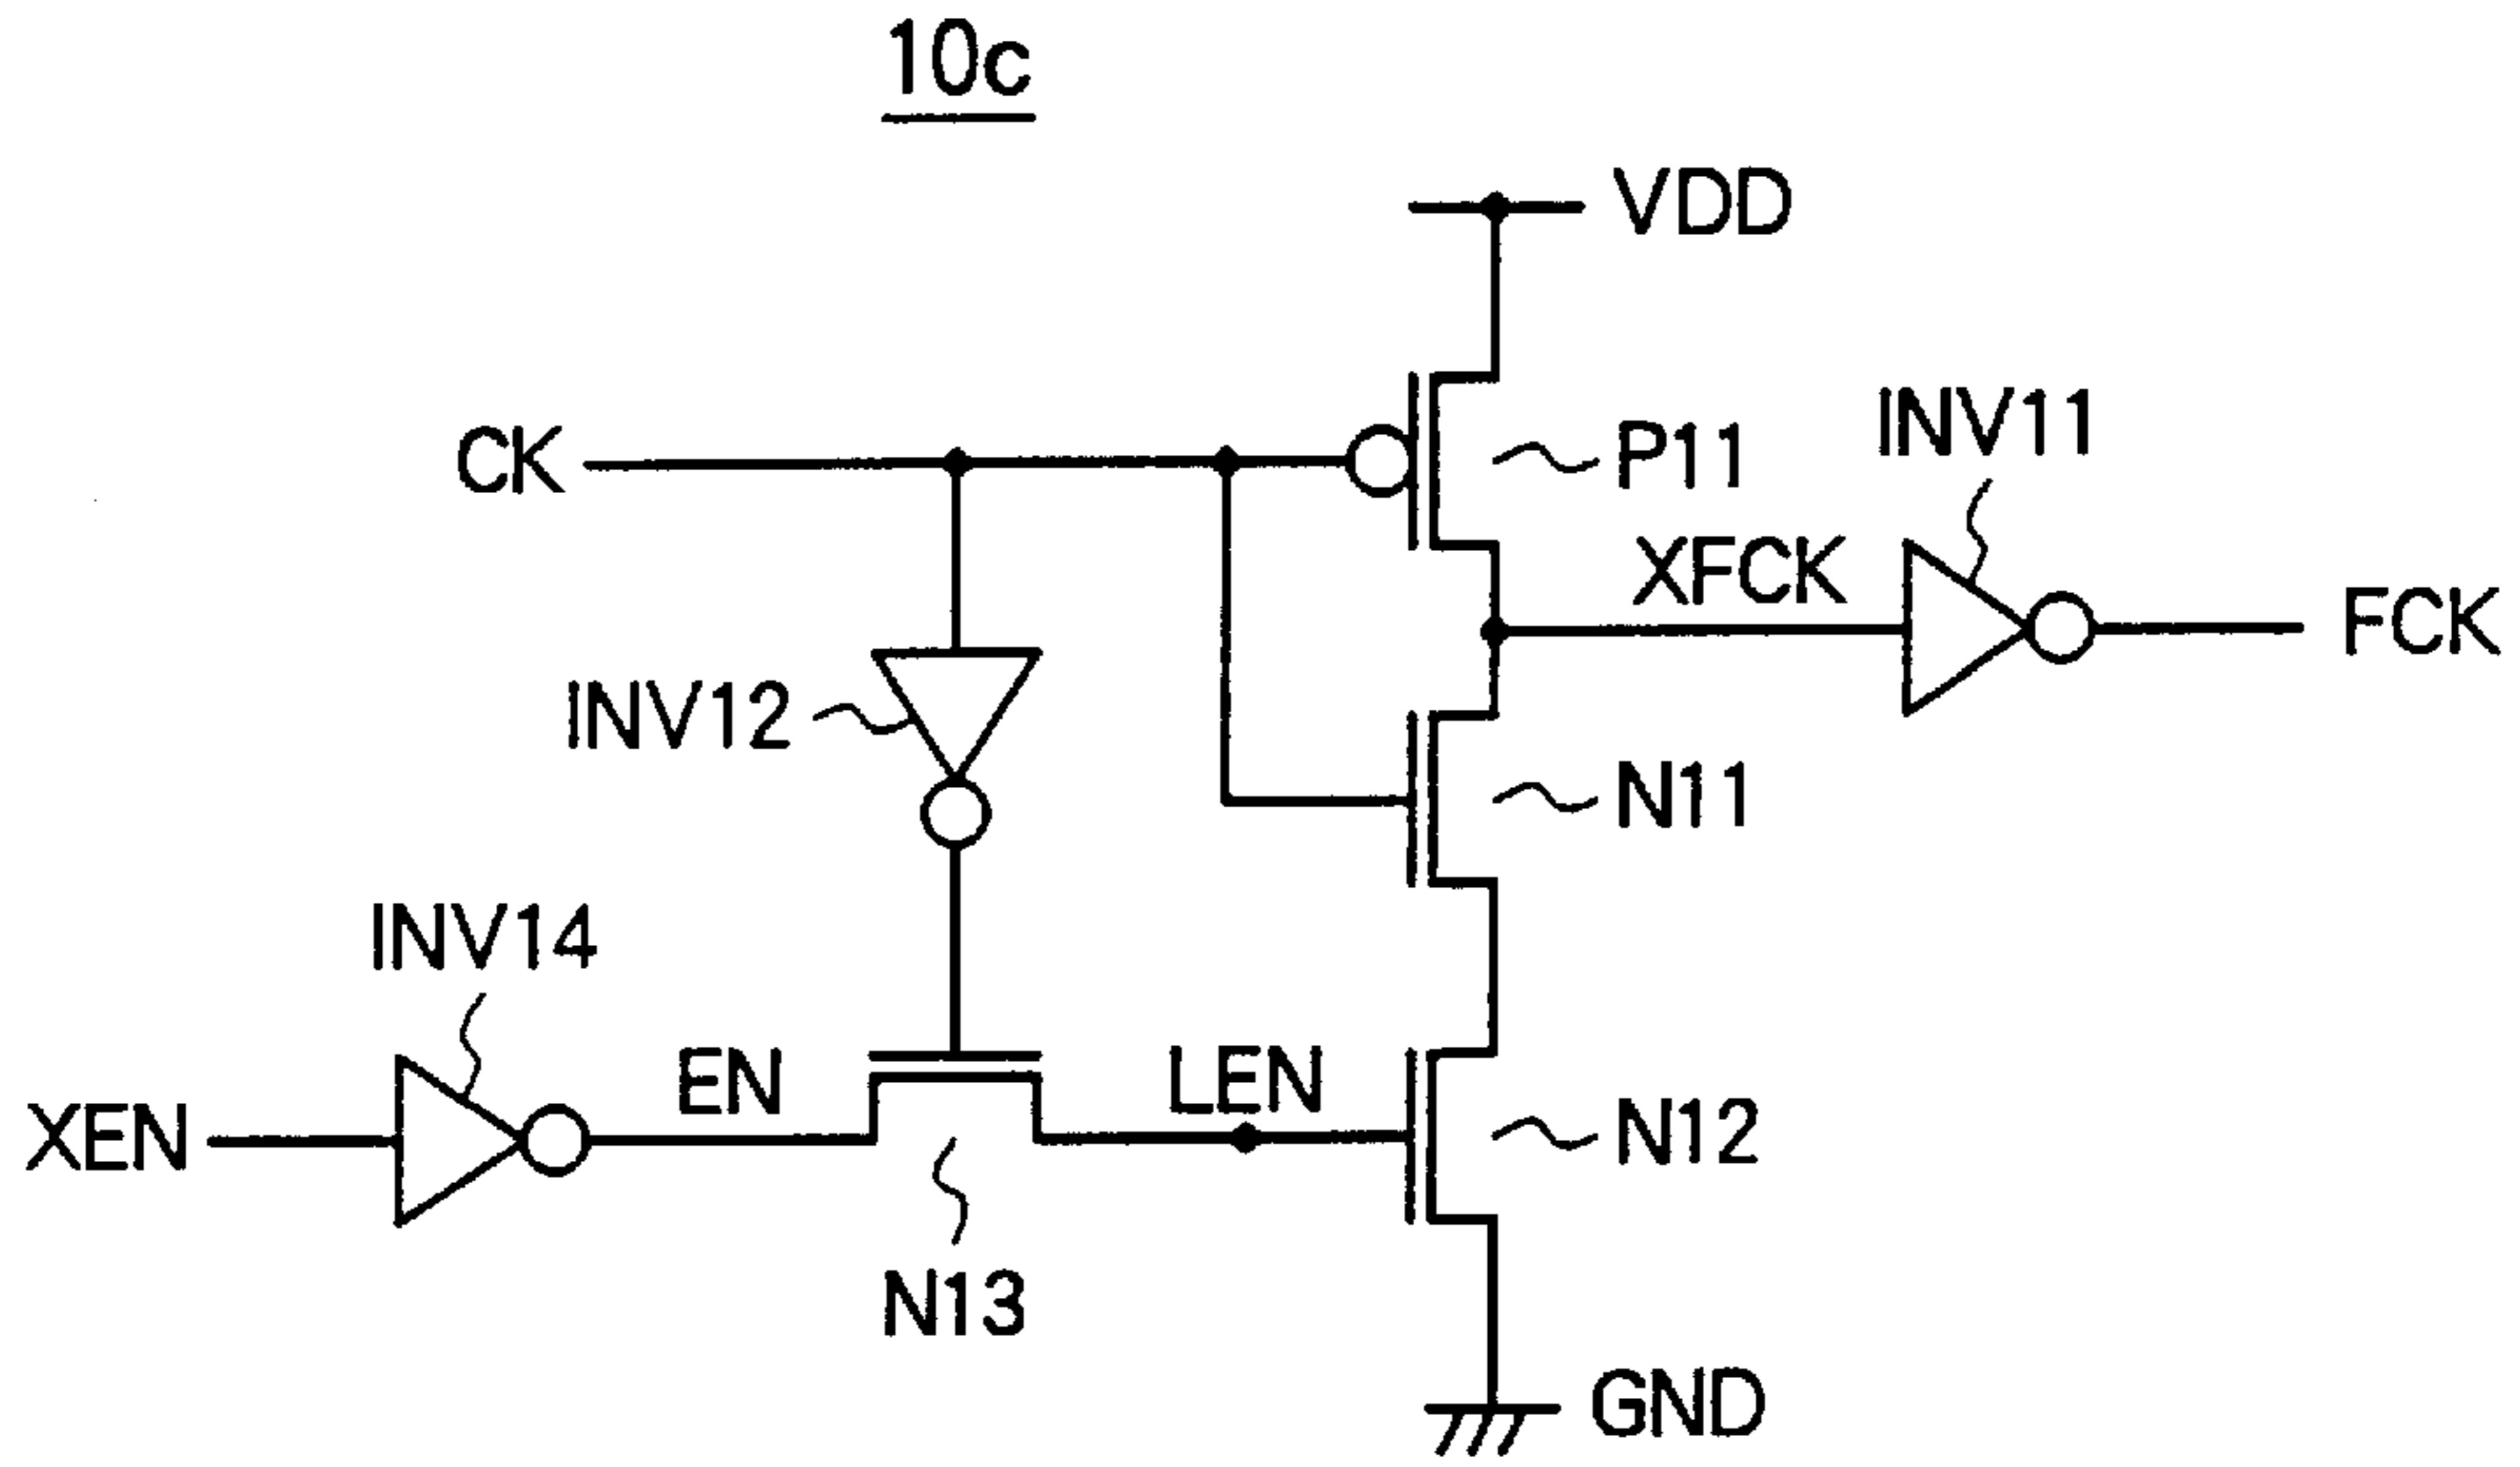 10c
VDD
INV11
CK
P11
XFCK
FCK
INV12
N11
INV14
EN
LEN
XEN
N12
N13
GND